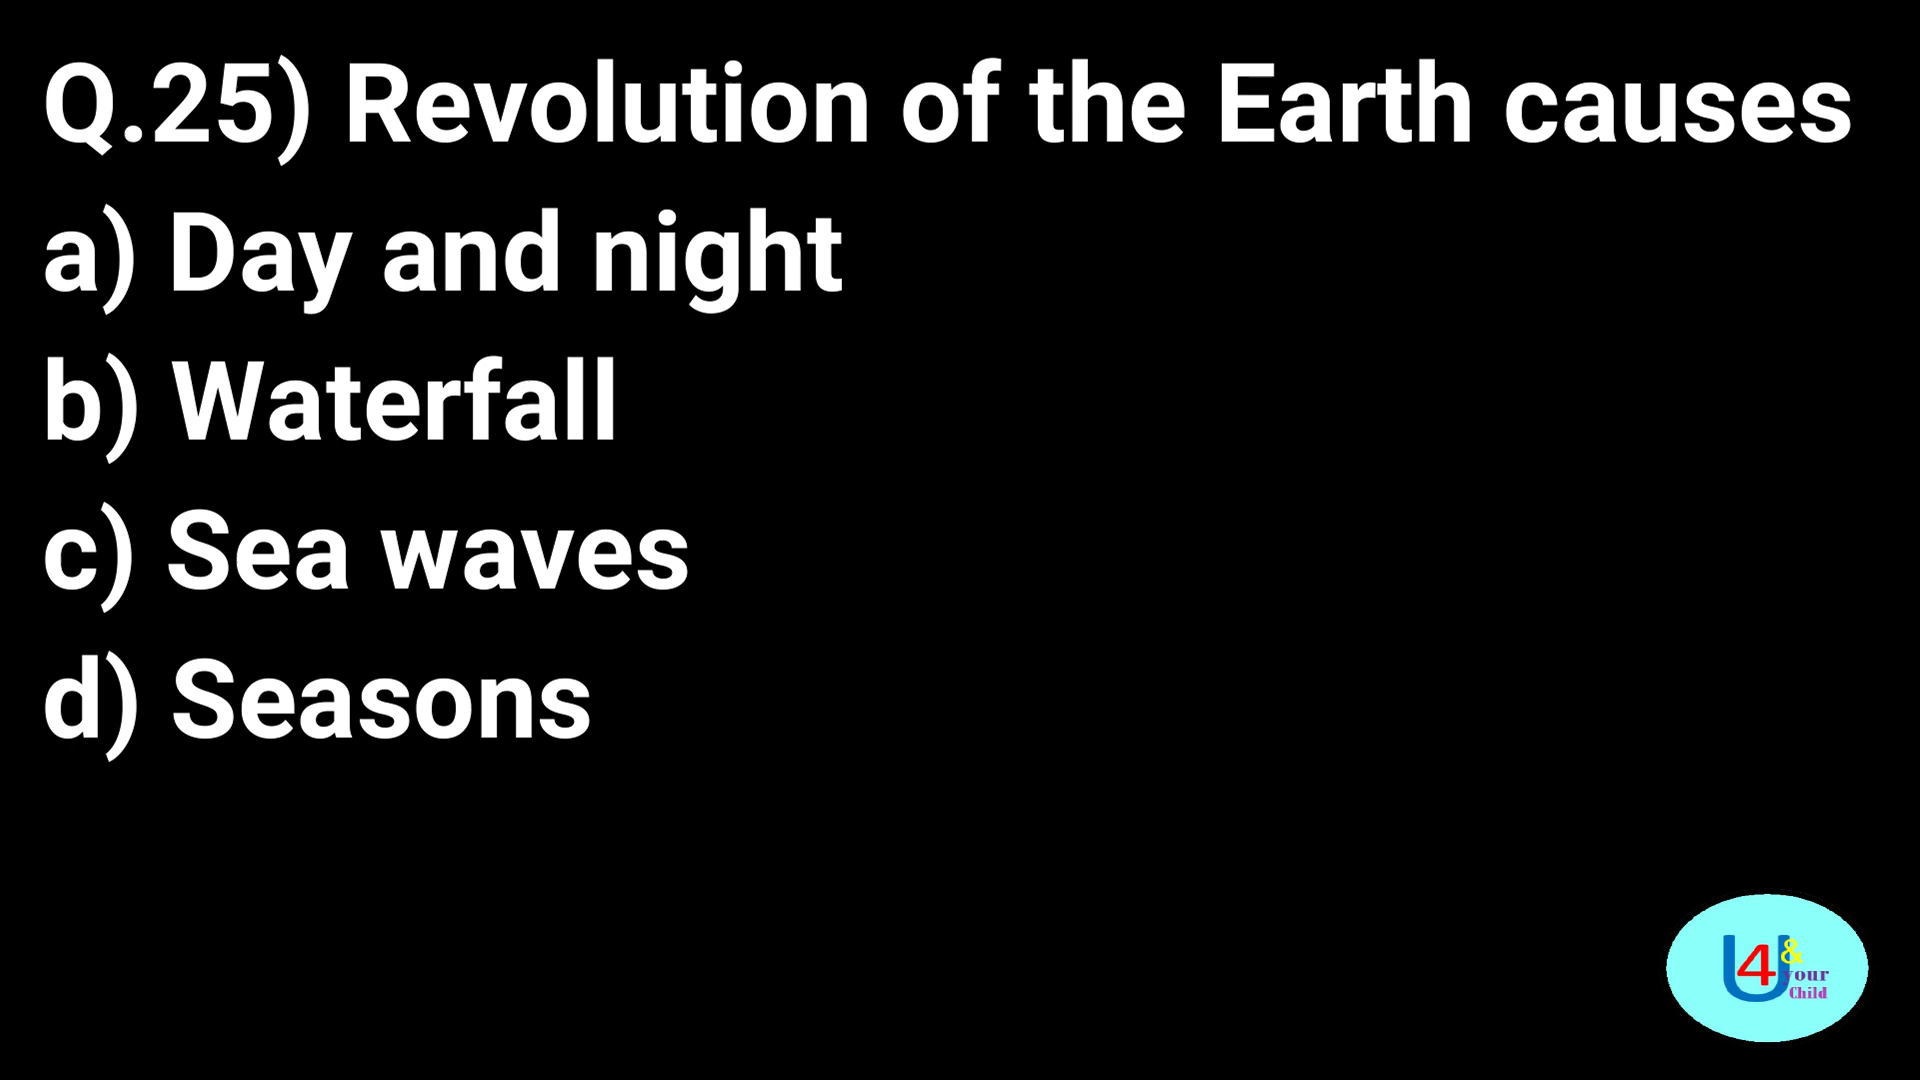 Q.25) Revolution of the Earth causes
a) Day and night
b) Waterfall
c) Sea waves
d) Seasons
U4&
your
Child